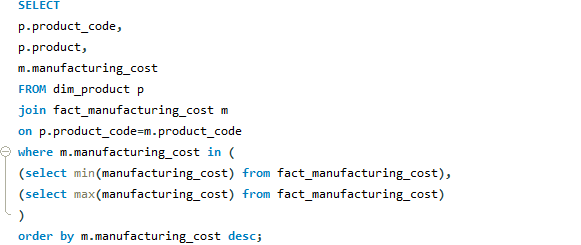 SELECT
p.product_code,
p.product,
m.manufacturing_cost
FROM dim_product p
join fact_manufacturing_cost m
on p.product_code=m.product_code
where m.manufacturing_cost in (
(select min(manufacturing_cost) from fact_manufacturing_cost),
(select max(manufacturing_cost) from fact_manufacturing_cost)
)
order by m.manufacturing_cost desc;